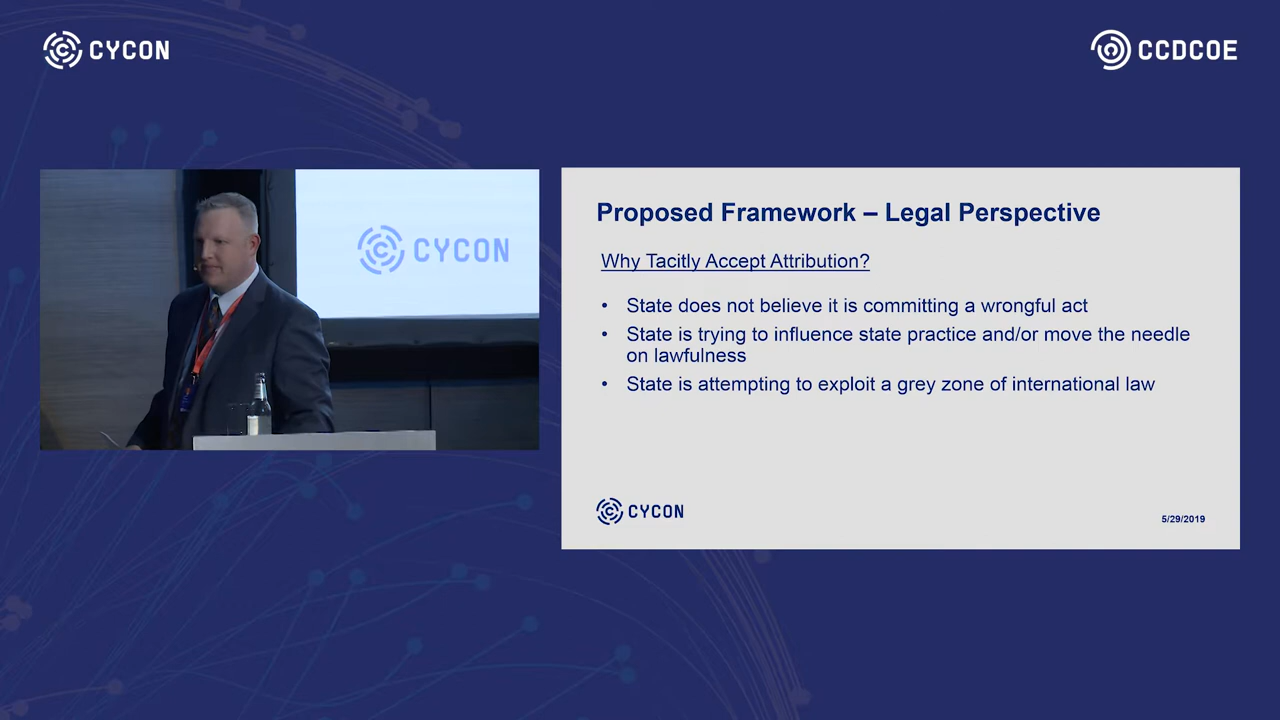 CYCON
CCDCOE
CYCON
Proposed Framework – Legal Perspective
Why Tacitly Accept Attribution?
• State does not believe it is committing a wrongful act
• State is trying to influence state practice and/or move the needle
on lawfulness
• State is attempting to exploit a grey zone of international law
CYCON
5/29/2019